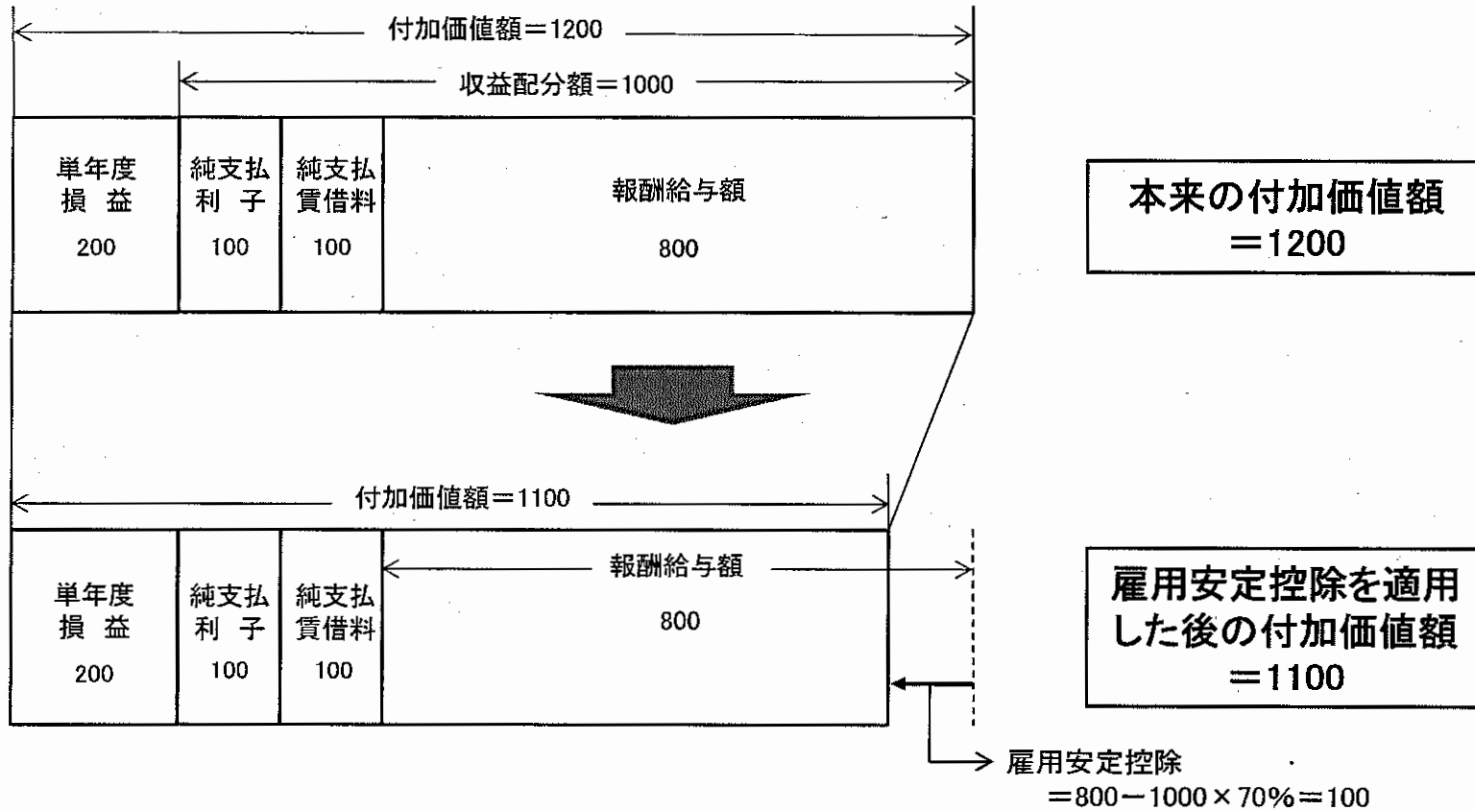 付加価値額＝1200
収益配分額＝1000
単年度
損 益
200
純支払
利 子
100
純支払
賃借料
100
報酬給与額
800
本来の付加価値額
＝1200
付加価値額＝1100
単年度
損 益
200
純支払
利 子
100
純支払
賃借料
100
報酬給与額
800
雇用安定控除を適用
した後の付加価値額
＝1100
雇用安定控除
＝800－1000×70%＝100